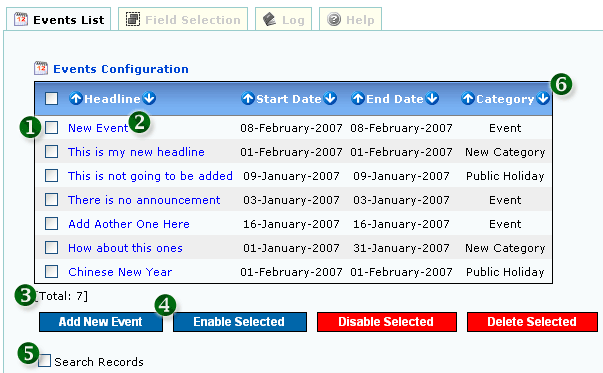 Events List Field Selection Log Help
Events Configuration
Headline Start Date End Date Category 6
1 New Event 2 08-February-2007 08-February-2007 Event
This is my new headline 01-February-2007 01-February-2007 New Category
This is not going to be added 09-January-2007 09-January-2007 Public Holiday
There is no announcement 03-January-2007 03-January-2007 Event
Add Aother One Here 16-January-2007 16-January-2007 Event
How about this ones 01-January-2007 31-January-2007 New Category
Chinese New Year 01-February-2007 01-February-2007 Public Holiday
3 [Total: 7]
4
Add New Event Enable Selected Disable Selected Delete Selected
5 Search Records